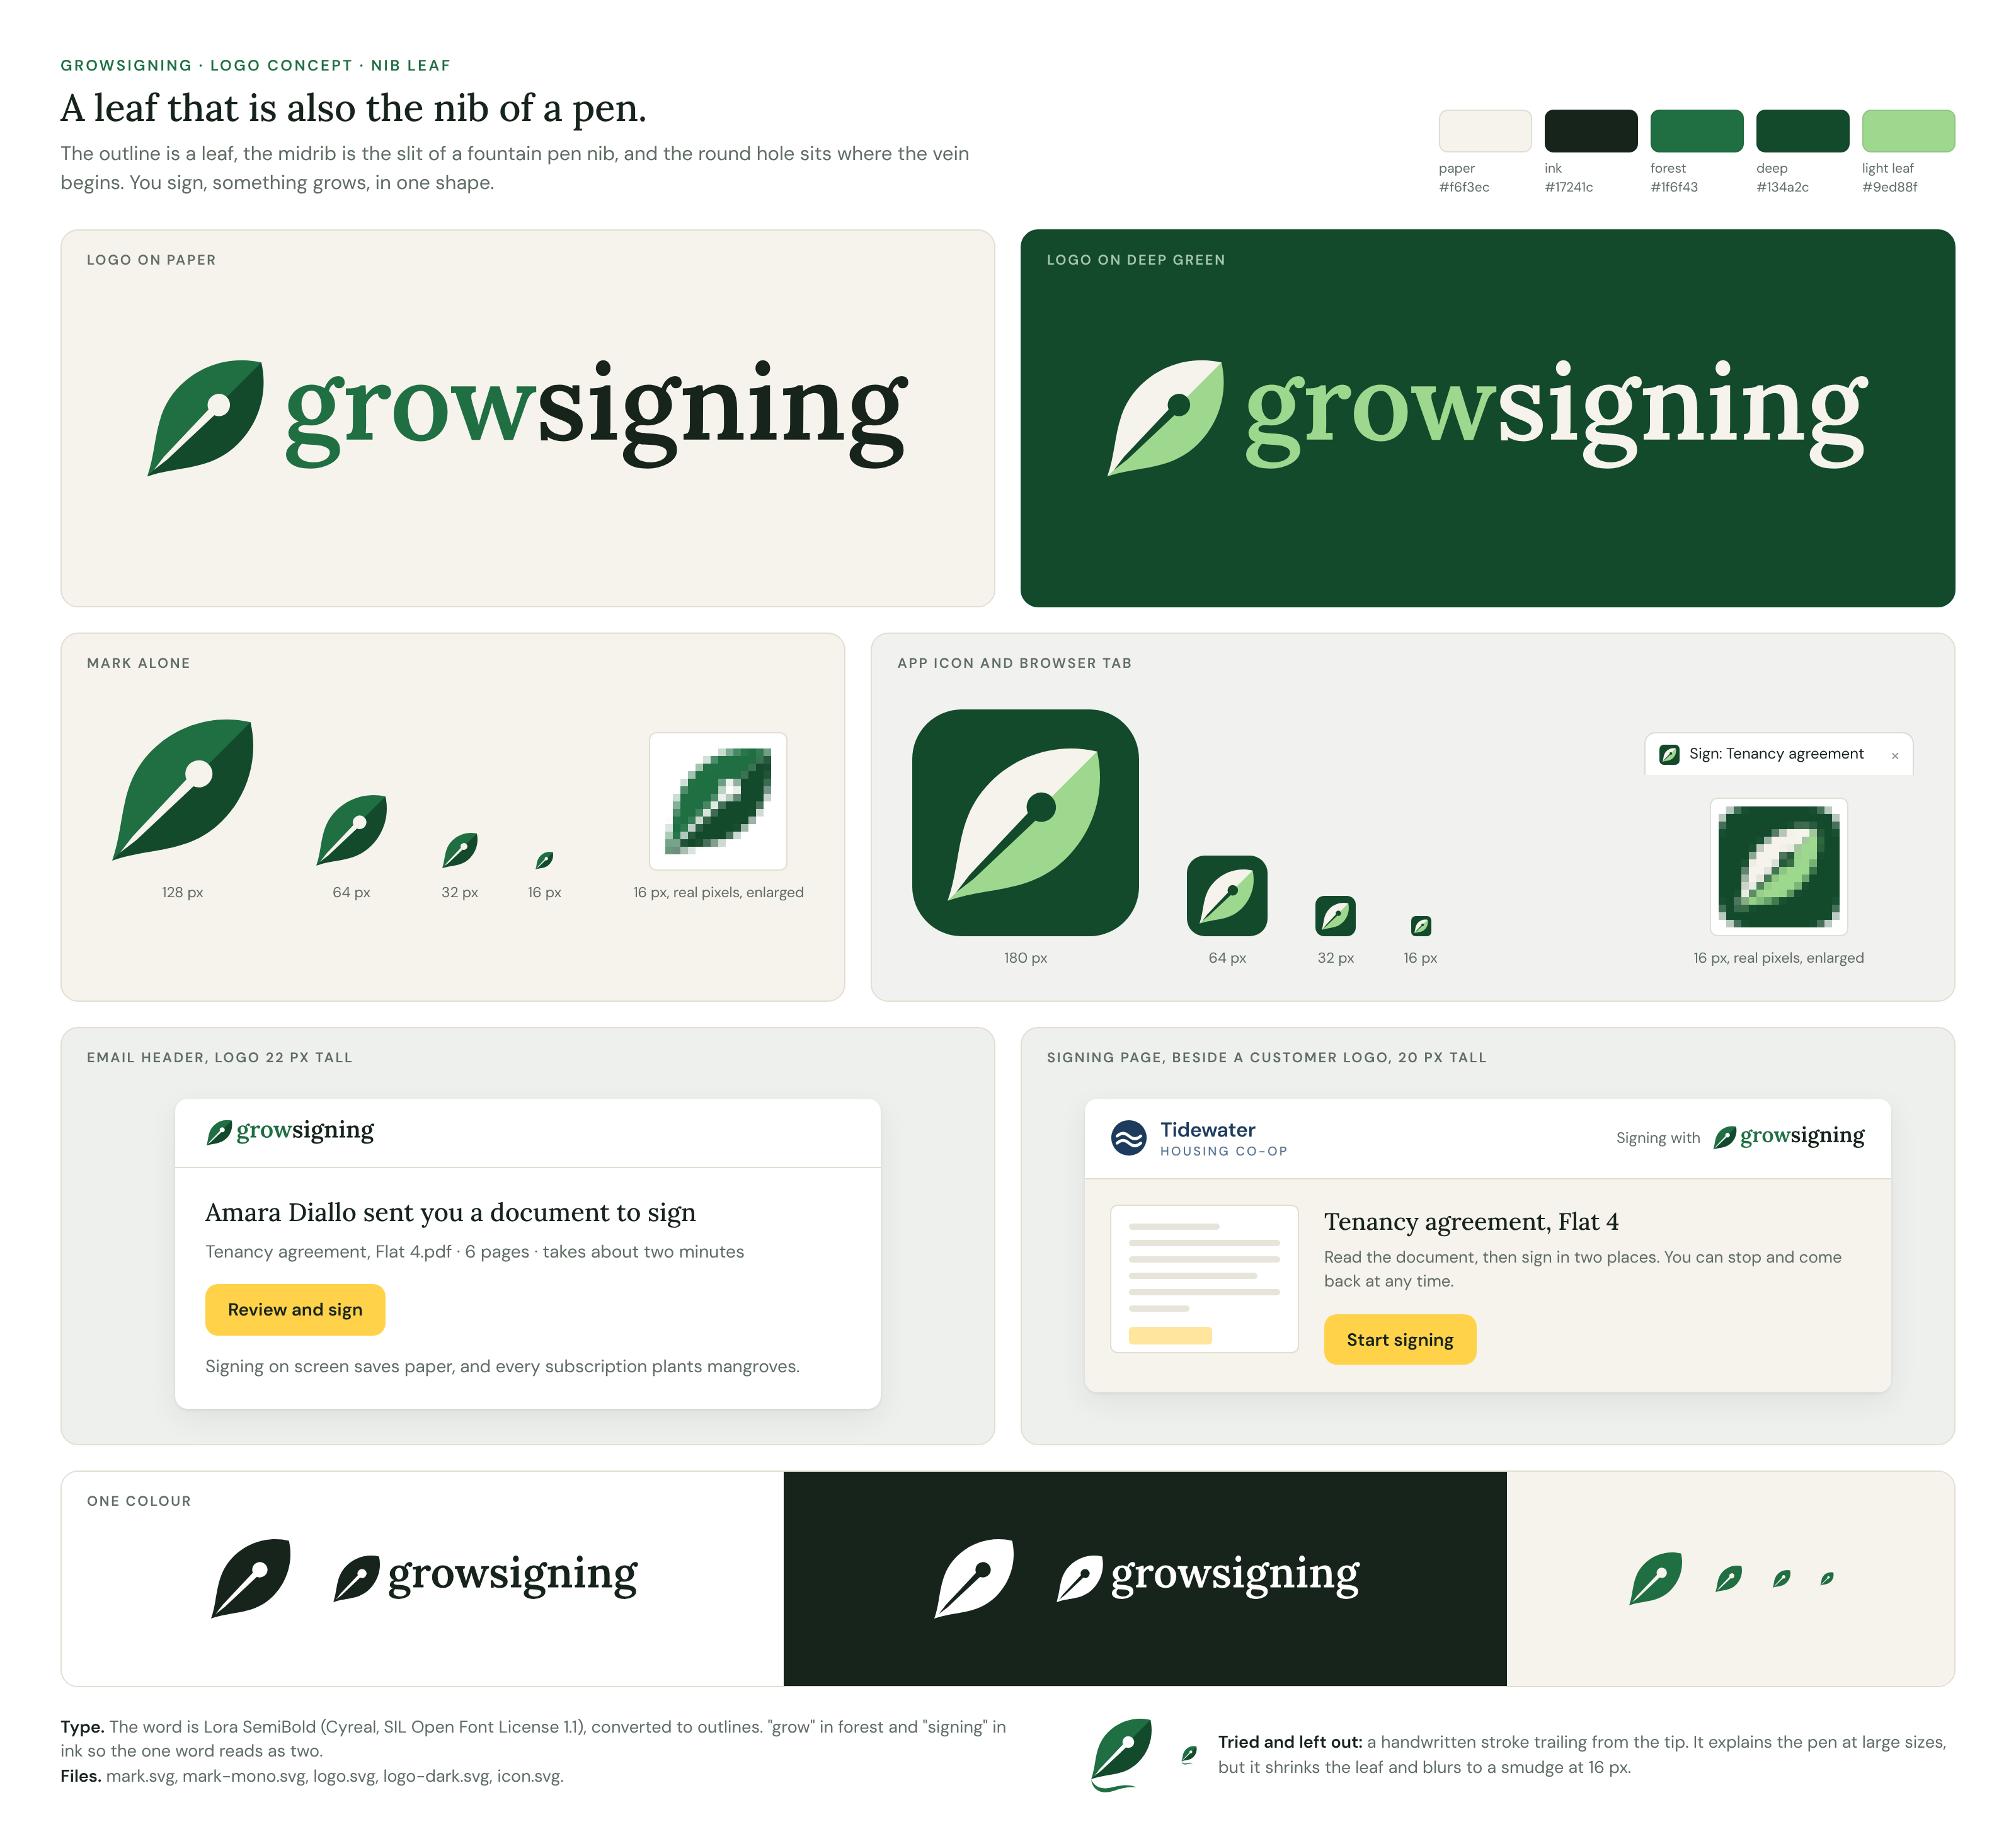 GROWSIGNING · LOGO CONCEPT · NIB LEAF
A leaf that is also the nib of a pen.
The outline is a leaf, the midrib is the slit of a fountain pen nib, and the round hole sits where the vein
begins. You sign, something grows, in one shape.
paper
#f6f3ec
ink
#17241c
forest
#1f6f43
deep
#134a2c
light leaf
#9ed88f
LOGO ON PAPER
growsigning
LOGO ON DEEP GREEN
growsigning
MARK ALONE
128 px
64 px
32 px
16 px
16 px, real pixels, enlarged
APP ICON AND BROWSER TAB
180 px
64 px
32 px
16 px
Sign: Tenancy agreement ×
16 px, real pixels, enlarged
EMAIL HEADER, LOGO 22 PX TALL
growsigning
Amara Diallo sent you a document to sign
Tenancy agreement, Flat 4.pdf · 6 pages · takes about two minutes
Review and sign
Signing on screen saves paper, and every subscription plants mangroves.
SIGNING PAGE, BESIDE A CUSTOMER LOGO, 20 PX TALL
Tidewater
HOUSING CO-OP
Signing with growsigning
Tenancy agreement, Flat 4
Read the document, then sign in two places. You can stop and come
back at any time.
Start signing
ONE COLOUR
growsigning
growsigning
Type. The word is Lora SemiBold (Cyreal, SIL Open Font License 1.1), converted to outlines. "grow" in forest and "signing" in
ink so the one word reads as two.
Files. mark.svg, mark-mono.svg, logo.svg, logo-dark.svg, icon.svg.
Tried and left out: a handwritten stroke trailing from the tip. It explains the pen at large sizes,
but it shrinks the leaf and blurs to a smudge at 16 px.